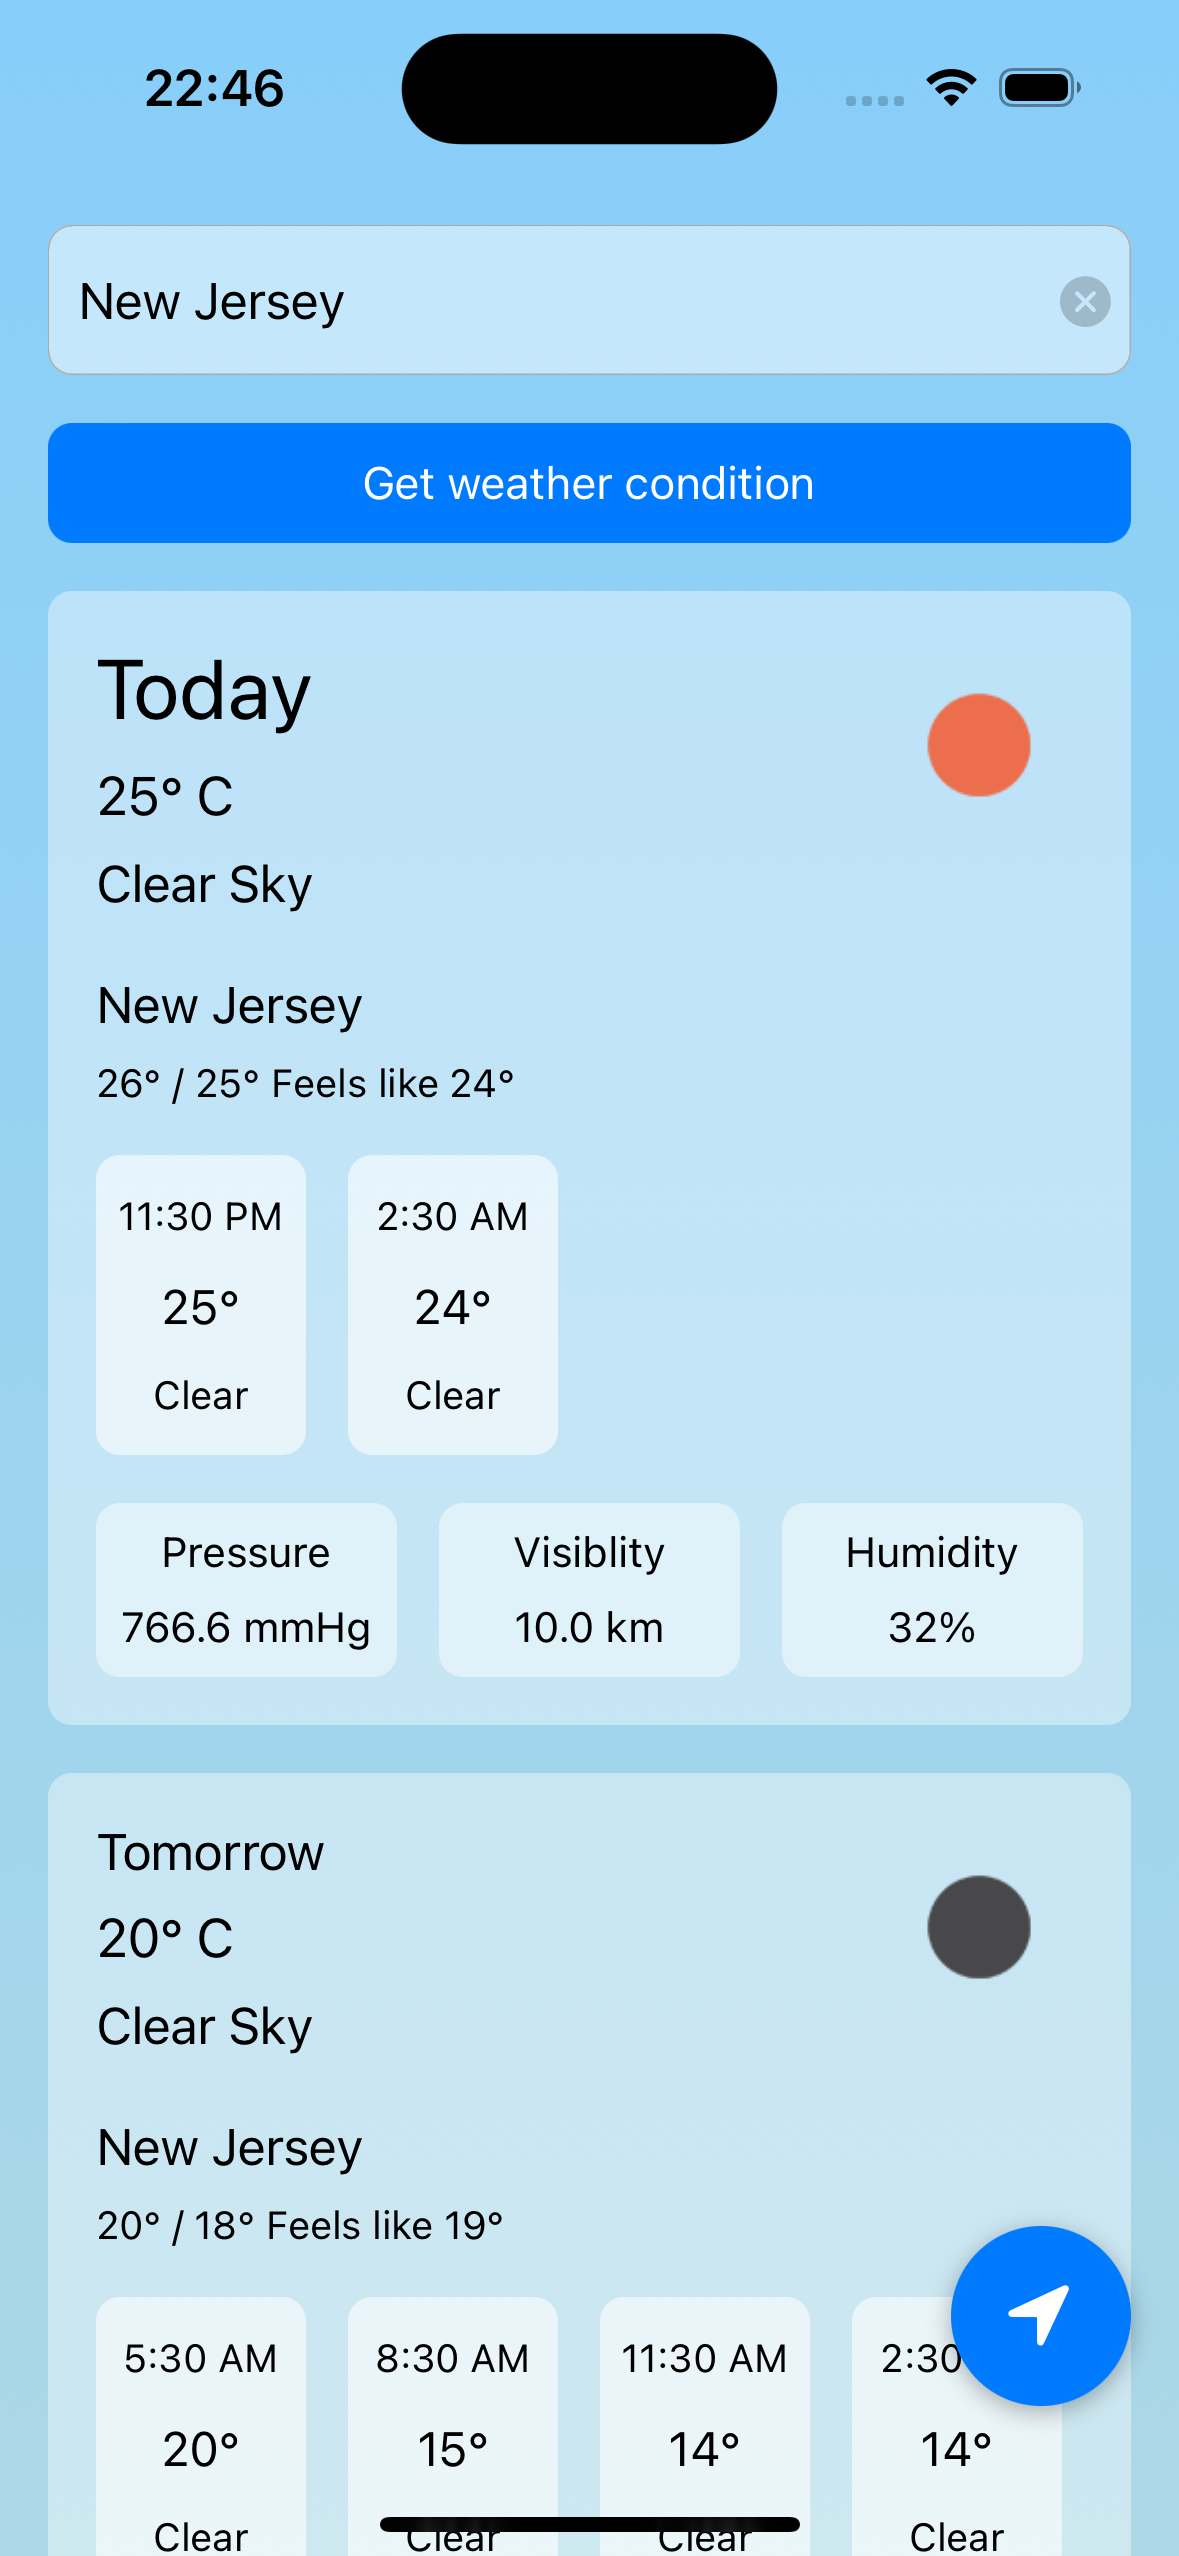 22:46
New Jersey
Get weather condition
Today
25° C
Clear Sky
New Jersey
26° / 25° Feels like 24°
11:30 PM 2:30 AM
25° 24°
Clear Clear
Pressure Visiblity Humidity
766.6 mmHg 10.0 km 32%
Tomorrow
20° C
Clear Sky
New Jersey
20° / 18° Feels like 19°
5:30 AM 8:30 AM 11:30 AM 2:30
20° 15° 14° 14°
Clear Clear Clear Clear